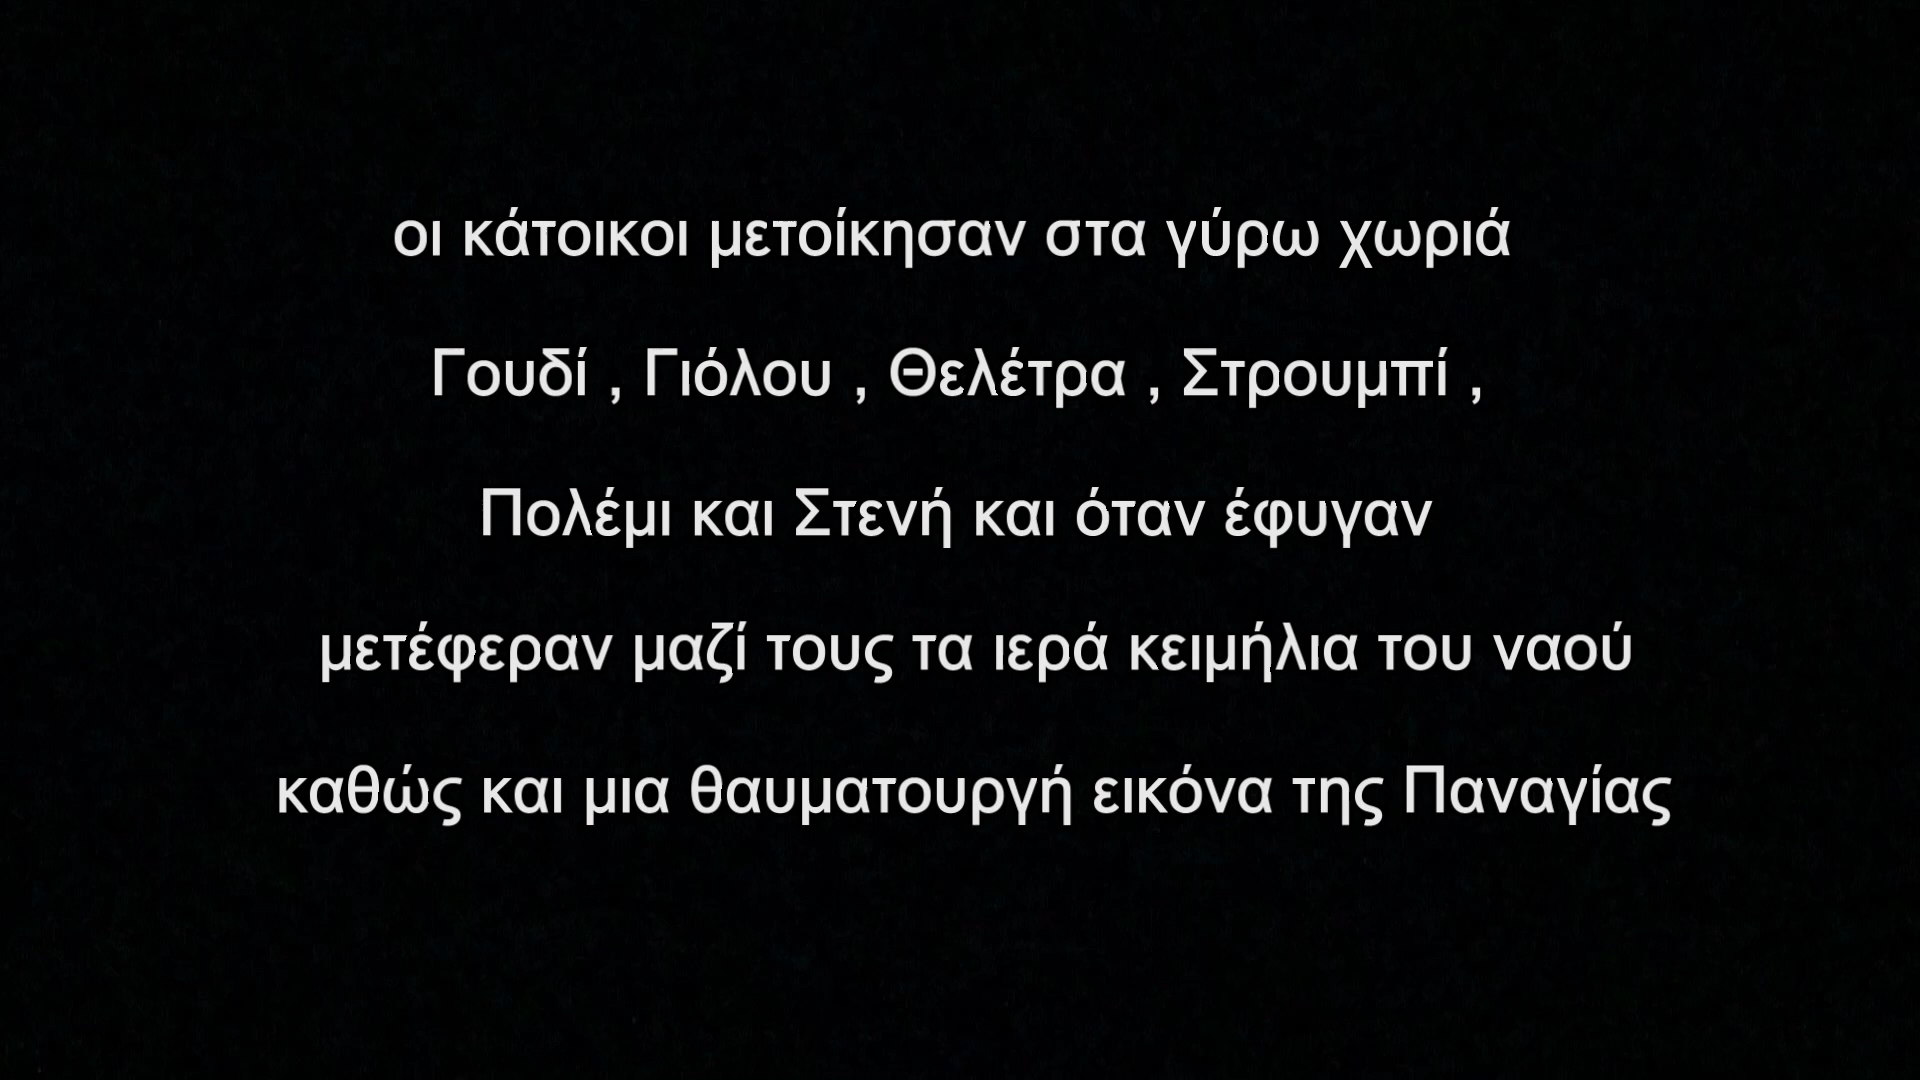 οι κάτοικοι μετοίκησαν στα γύρω χωριά
Γουδί , Γιόλου , Θελέτρα , Στρουμπί ,
Πολέμι και Στενή και όταν έφυγαν
μετέφεραν μαζί τους τα ιερά κειμήλια του ναού
καθώς και μια θαυματουργή εικόνα της Παναγίας